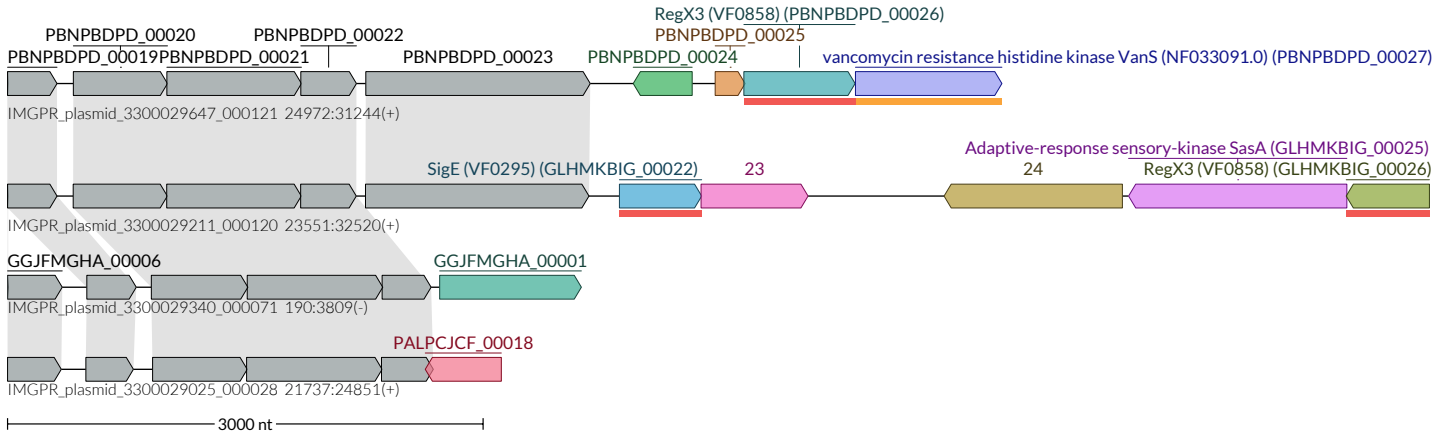 RegX3 (VF0858) (PBNPBDPD_00026)
PBNPBDPD_00020 PBNPBDPD_00022 PBNPBDPD_00025
PBNPBDPD_00019 PBNPBDPD_00021 PBNPBDPD_00023 PBNPBDPD_00024 vancomycin resistance histidine kinase VanS (NF033091.0) (PBNPBDPD_00027)
IMGPR_plasmid_3300029647_000121 24972:31244(+)
Adaptive-response sensory-kinase SasA (GLHMKBIG_00025)
SigE (VF0295) (GLHMKBIG_00022) 23 24 RegX3 (VF0858) (GLHMKBIG_00026)
IMGPR_plasmid_3300029211_000120 23551:32520(+)
GGJFMGHA_00006 GGJFMGHA_00001
IMGPR_plasmid_3300029340_000071 190:3809(-)
PALPCJCF_00018
IMGPR_plasmid_3300029025_000028 21737:24851(+)
3000 nt